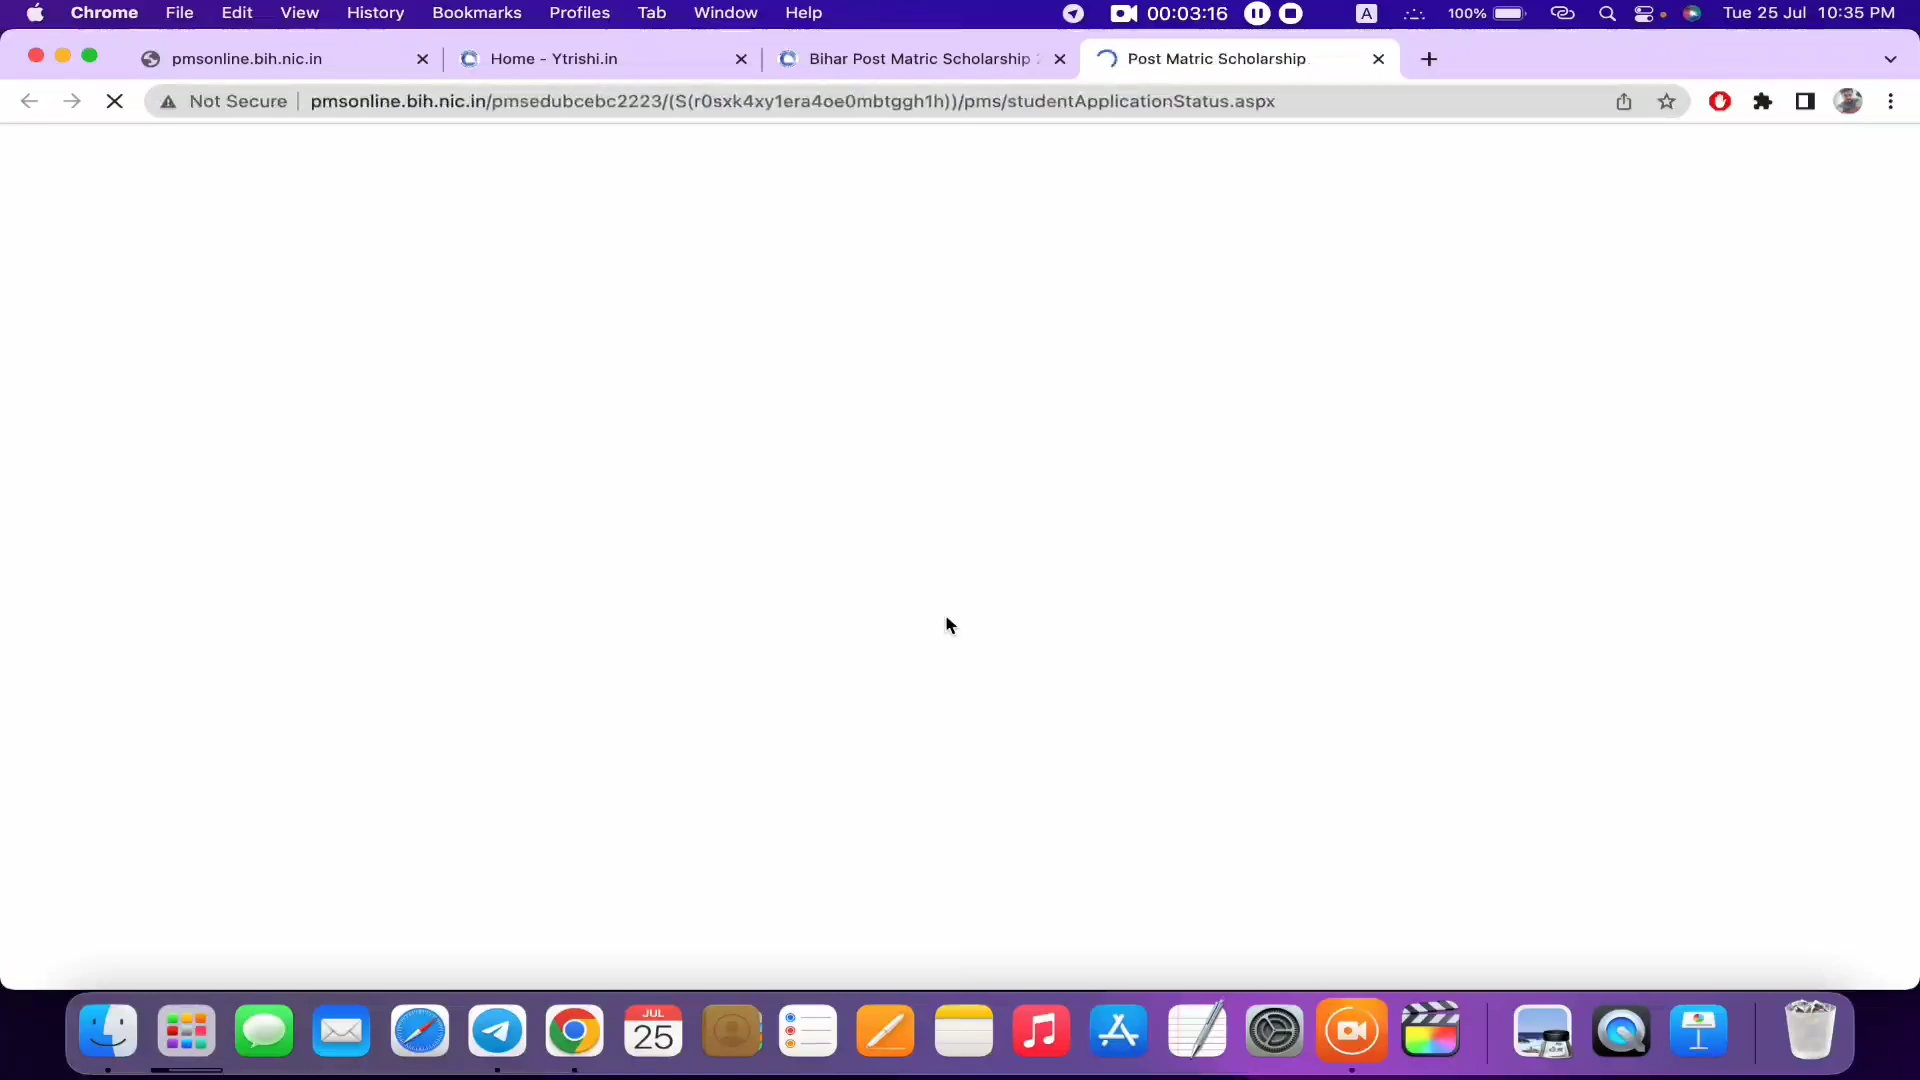 Chrome File Edit View History Bookmarks Profiles Tab Window Help 00:03:16 A 100% Tue 25 Jul 10:35 PM
pmsonline.bih.nic.in Home - Ytrishi.in Bihar Post Matric Scholarship Post Matric Scholarship
Not Secure pmsonline.bih.nic.in/pmsedubcebc2223/(S(r0sxk4xy1era4oe0mbtggh1h))/pms/studentApplicationStatus.aspx
JUL
25